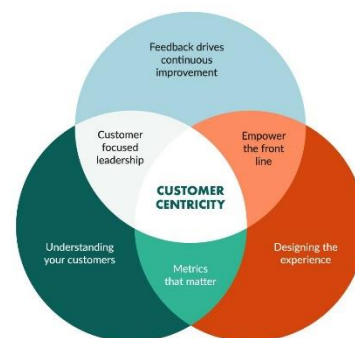 Feedback drives
continuous
improvement
Customer
focused
leadership
Empower
the front
line
CUSTOMER
CENTRICITY
Understanding
your customers
Metrics
that matter
Designing the
experience